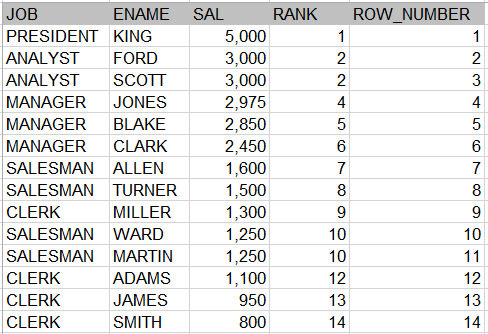 JOB ENAME SAL RANK ROW_NUMBER
PRESIDENT KING 5,000 1 1
ANALYST FORD 3,000 2 2
ANALYST SCOTT 3,000 2 3
MANAGER JONES 2,975 4 4
MANAGER BLAKE 2,850 5 5
MANAGER CLARK 2,450 6 6
SALESMAN ALLEN 1,600 7 7
SALESMAN TURNER 1,500 8 8
CLERK MILLER 1,300 9 9
SALESMAN WARD 1,250 10 10
SALESMAN MARTIN 1,250 10 11
CLERK ADAMS 1,100 12 12
CLERK JAMES 950 13 13
CLERK SMITH 800 14 14